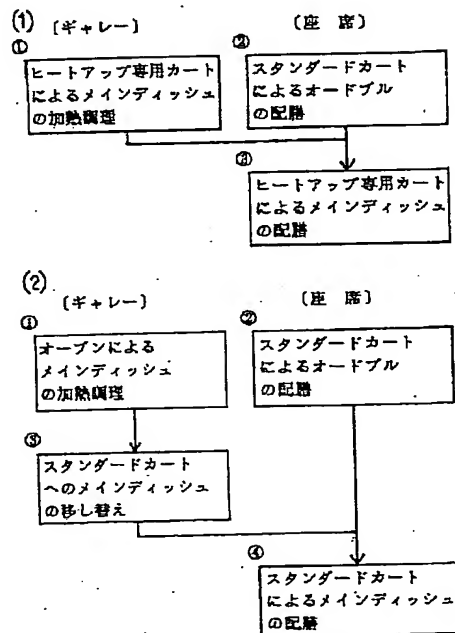 (1)
〔ギャレー〕 〔座 席〕
①
ヒートアップ専用カート
によるメインディッシュ
の加熱調理
②
スタンダードカート
によるオードブル
の配膳
③
ヒートアップ専用カート
によるメインディッシュ
の配膳
(2)
〔ギャレー〕 〔座 席〕
①
オーブンによる
メインディッシュ
の加熱調理
②
スタンダードカート
によるオードブル
の配膳
③
スタンダードカート
へのメインディッシュ
の移し替え
④
スタンダードカート
によるメインディッシュ
の配膳